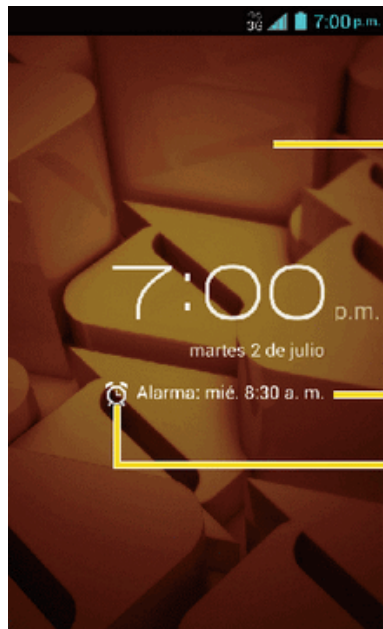 3G 7:00 p.m.
7:00 p.m.
martes 2 de julio
Alarma: mié. 8:30 a. m.